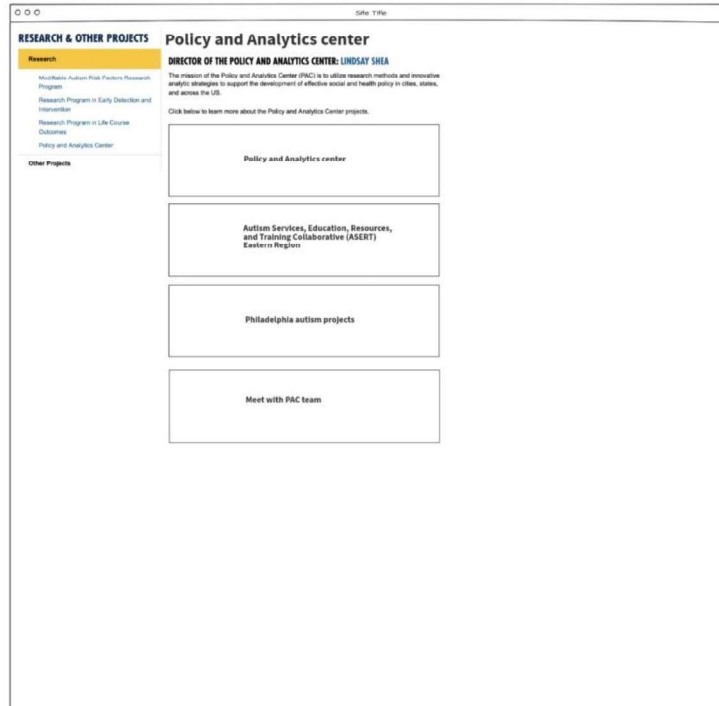 Site Title
RESEARCH & OTHER PROJECTS
Research
Modifiable Autism Risk Factors Research
Program
Research Program in Early Detection and
Intervention
Research Program in Life Course
Outcomes
Policy and Analytics Center
Other Projects
Policy and Analytics center
DIRECTOR OF THE POLICY AND ANALYTICS CENTER: LINDSAY SHEA
The mission of the Policy and Analytics Center (PAC) is to utilize research methods and innovative
analytic strategies to support the development of effective social and health policy in cities, states,
and across the US.
Click below to learn more about the Policy and Analytics Center projects.
Policy and Analytics center
Autism Services, Education, Resources,
and Training Collaborative (ASERT)
Eastern Region
Philadelphia autism projects
Meet with PAC team